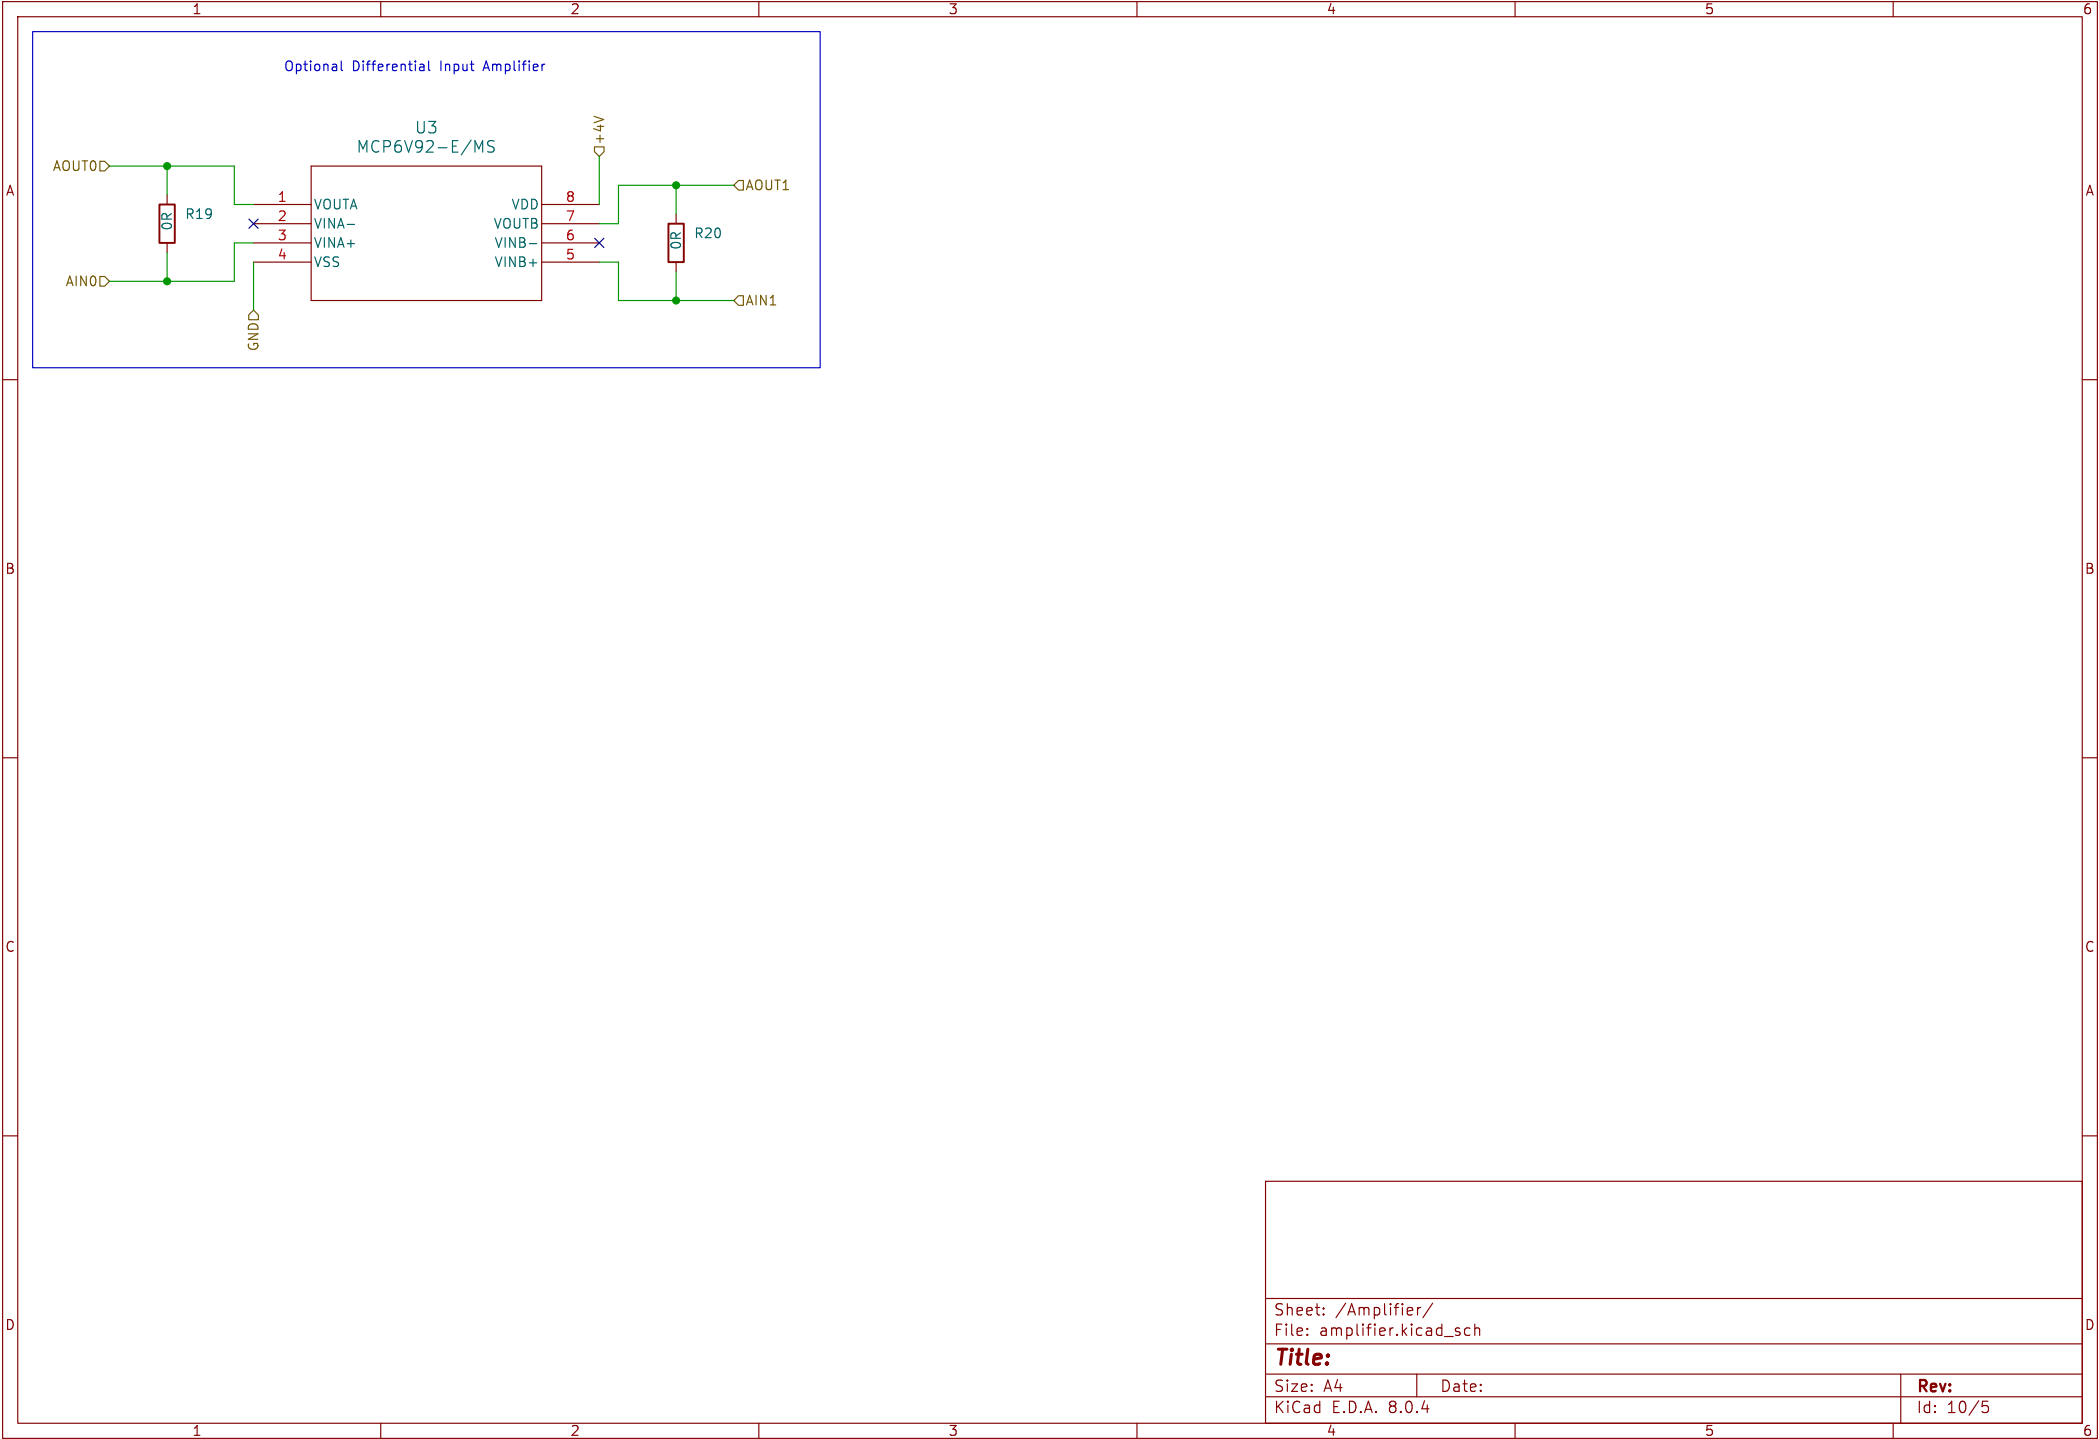 1 2 3 4 5 6
Optional Differential Input Amplifier
+4V
U3
MCP6V92-E/MS
AOUT0
A
A
AOUT1
1
VOUTA
VDD
8
R19
0R
2
VINA-
VOUTB
7
R20
0R
3
VINA+
VINB-
6
4
VSS
VINB+
5
AIN0
AIN1
GND
B
B
C
C
Sheet: /Amplifier/
D
D
File: amplifier.kicad_sch
Title:
Size: A4
Date:
Rev:
KiCad E.D.A. 8.0.4
Id: 10/5
1 2 3 4 5 6